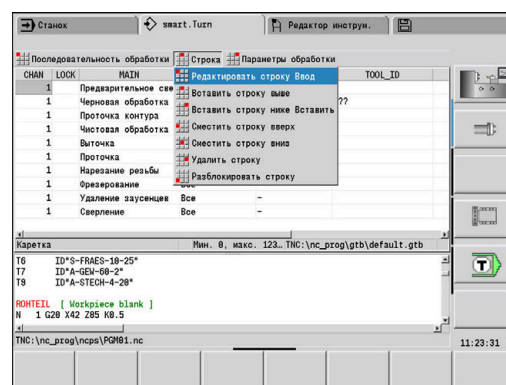 Станок
smart.Turn
Редактор инструм.
Последовательность обработки Строка Параметры обработки
CHAN LOCK MAIN TOOL_ID
Редактировать строку Ввод
Вставить строку выше
Вставить строку ниже Вставить
Сместить строку вверх
Сместить строку вниз
Удалить строку
Разблокировать строку
1 Предварительное све
1 Черновая обработка ??
1 Проточка контура
1 Чистовая обработка
1 Выточка
1 Проточка
1 Нарезание резьбы
1 Фрезерование
1 Удаление заусенцев Все -
1 Сверление Все -
Каретка Мин. 0, макс. 123… TNC:\nc_prog\gtb\default.gtb
T6 ID"S-FRAES-10-25"
T7 ID"A-GEW-60-2"
T9 ID"A-STECH-4-20"
ROHTEIL [ Workpiece blank ]
N 1 G20 X42 Z85 K0.5
TNC:\nc_prog\ncps\PGM01.nc
T
11:23:31